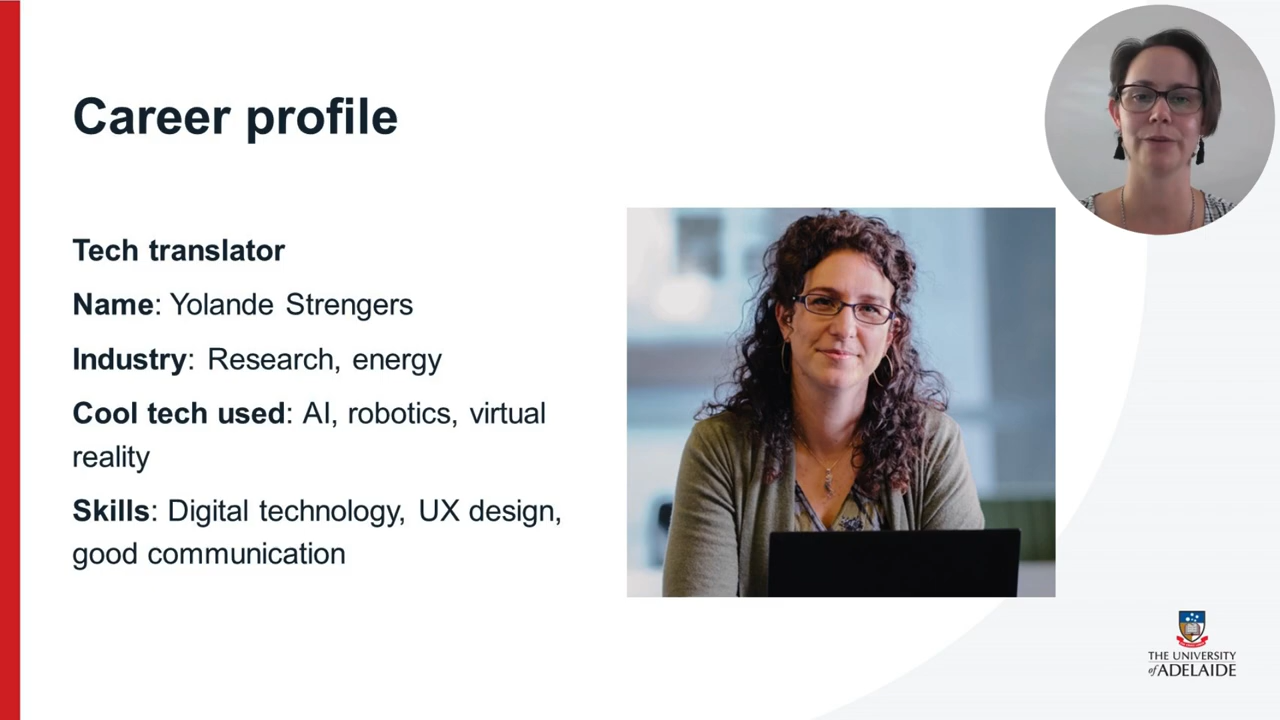 Career profile
Tech translator
Name: Yolande Strengers
Industry: Research, energy
Cool tech used: AI, robotics, virtual
reality
Skills: Digital technology, UX design,
good communication
THE UNIVERSITY
of ADELAIDE